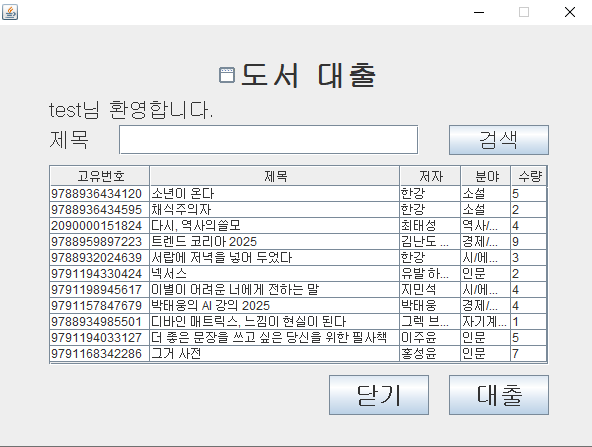 도서 대출
test님 환영합니다.
제목 검색
고유번호 제목 저자 분야 수량
9788936434120 소년이 온다 한강 소설 5
9788936434595 채식주의자 한강 소설 2
2090000151824 다시, 역사의쓸모 최태성 역사/... 4
9788959897223 트렌드 코리아 2025 김난도 ... 경제/... 9
9788932024639 서랍에 저녁을 넣어 두었다 한강 시/에... 3
9791194330424 넥서스 유발 하... 인문 2
9791198945617 이별이 어려운 너에게 전하는 말 지민석 시/에... 4
9791157847679 박태웅의 AI 강의 2025 박태웅 경제/... 4
9788934985501 디바인 매트릭스, 느낌이 현실이 된다 그렉 브... 자기계... 1
9791194033127 더 좋은 문장을 쓰고 싶은 당신을 위한 필사책 이주윤 인문 5
9791168342286 그거 사전 홍성윤 인문 7
닫기 대출